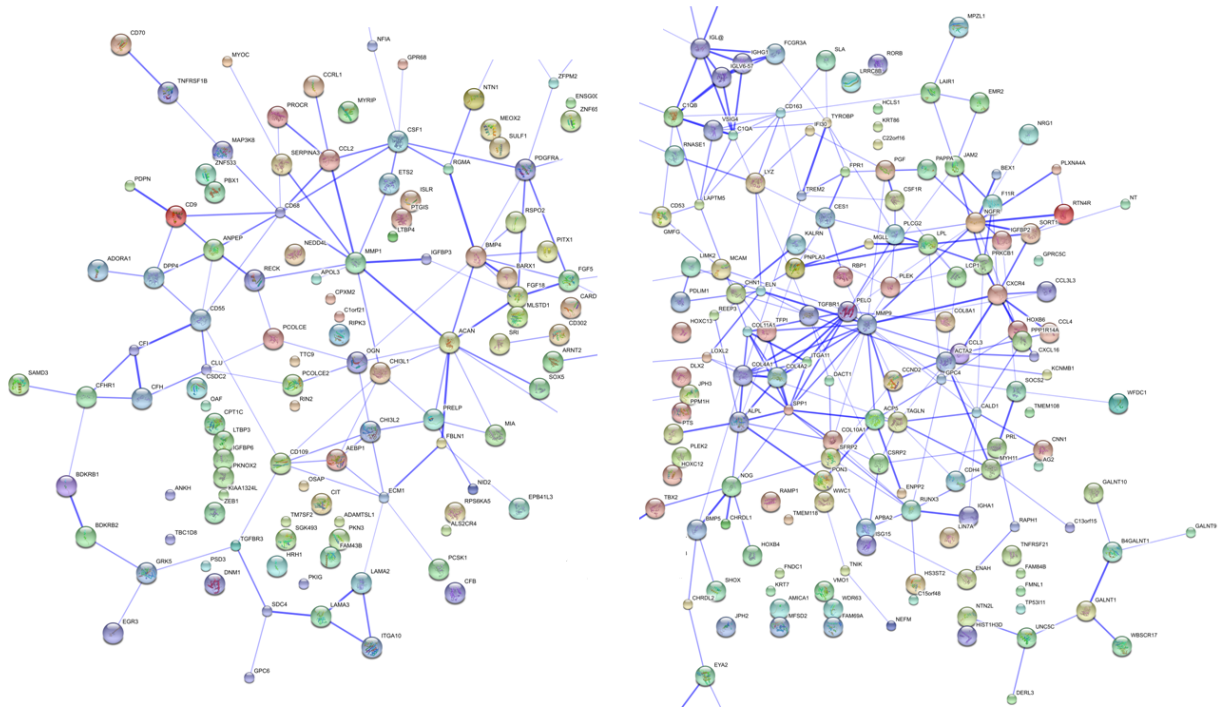 CD70
MYOC
NFIA
GPR68
TNFRSF1B
CCRL1
NTN1
ZFPM2
ENSG00
ZNF65
PROCR
MYRIP
CSF1
MEOX2
SULF1
MAP3K8
SERPINA3
CCL2
RGMA
PDGFRA
ZNF533
PBX1
ETS2
PDPN
ISLR
PTGIS
LTBP4
RSPO2
CD9
CD68
ANPEP
NEDD4L
MMP1
IGFBP3
BMP4
PITX1
ADORA1
DPP4
RECK
APOL3
BARX1
FGF5
FGF18
CPXM2
C1orf21
MLSTD1
CARD
CD55
RIPK3
CD302
SRI
ACAN
ARNT2
CFI
PCOLCE
OGN
CLU
CH3L1
TTC9
SAMD3
CFHR1
CFH
CSDC2
PCOLCE2
SOX5
RIN2
GAF
CPT1C
LTBP3
PRELP
CH3L2
MIA
IGFBP6
FBLN1
CD109
AEBP1
PKNOX2
OSAP
NID2
BDKRB1
KIAA1324L
ANKH
CIT
ECM1
EPB41L3
ZEB1
RPS6KA5
TM7SF2
ADAMTSL1
ALS2CR4
BDKRB2
TBC1D8
SGK493
PKN3
TGFBR3
HRH1
FAM43B
GRK5
PSD3
PCSK1
DNM1
PKIG
LAMA2
CFB
SDC4
LAMA3
EGR3
ITGA10
GPC6
IGL@
IGHG1
FCGR3A
MPZL1
IGLV6-57
SLA
RORB
LRRC8B
LAIR1
EMR2
C1QB
CD163
HCLS1
VSIG4
C1QA
IFI30
TYROBP
KRT86
NRG1
RNASE1
C22orf16
LYZ
FPR1
PGF
PAPPA
JAM2
BEX1
PLXNA4A
LAPTM5
TREM2
CSF1R
F11R
RTN4R
NT
CD53
CES1
PLCG2
NGFR
GMFG
KALRN
MGLL
LPL
IGFBP2
SORT1
LIMK2
MCAM
PNPLA3
PRKCB1
GPRC5C
RBP1
LCP1
CHN1
ELN
PLEK
CXCR4
CCL3L3
PDLIM1
REEP3
TGFBR1
PELO
COL8A1
HOXC13
COL11A1
TFPI
MMP9
HOXB6
CCL4
PPP1R14A
CCL3
ACTA2
CXCL16
LOXL2
ITGA11
GPC4
COL4A1
COL4A2
CCND2
KCNMB1
DLX2
DACT1
JPH3
SOCS2
WFDC1
PPM1H
SPP1
CALD1
TMEM108
PTS
ALPL
ACP5
TAGLN
COL10A1
PRL
CNN1
PLEK2
SFRP2
CSRP2
MYH11
HOXC12
PON3
CDH4
NOG
ENPP2
RUNX3
GALNT10
TBX2
RAMP1
WWC1
IGHA1
BMP5
CHRDL1
TMEM118
APBA2
LIN7A
RAPH1
C13orf15
B4GALNT1
GALNT9
ISG15
HOXB4
TNFRSF21
TNIK
ENAH
FAM84B
SHOX
FNDC1
HS3ST2
KRT7
VMO1
C15orf48
FMNL1
CHRDL2
AMICA1
WDR63
NEFM
TP53I11
GALNT1
NTN2L
JPH2
MFSD2
FAM69A
HIST1H3D
UNC5C
WBSCR17
EYA2
DERL3